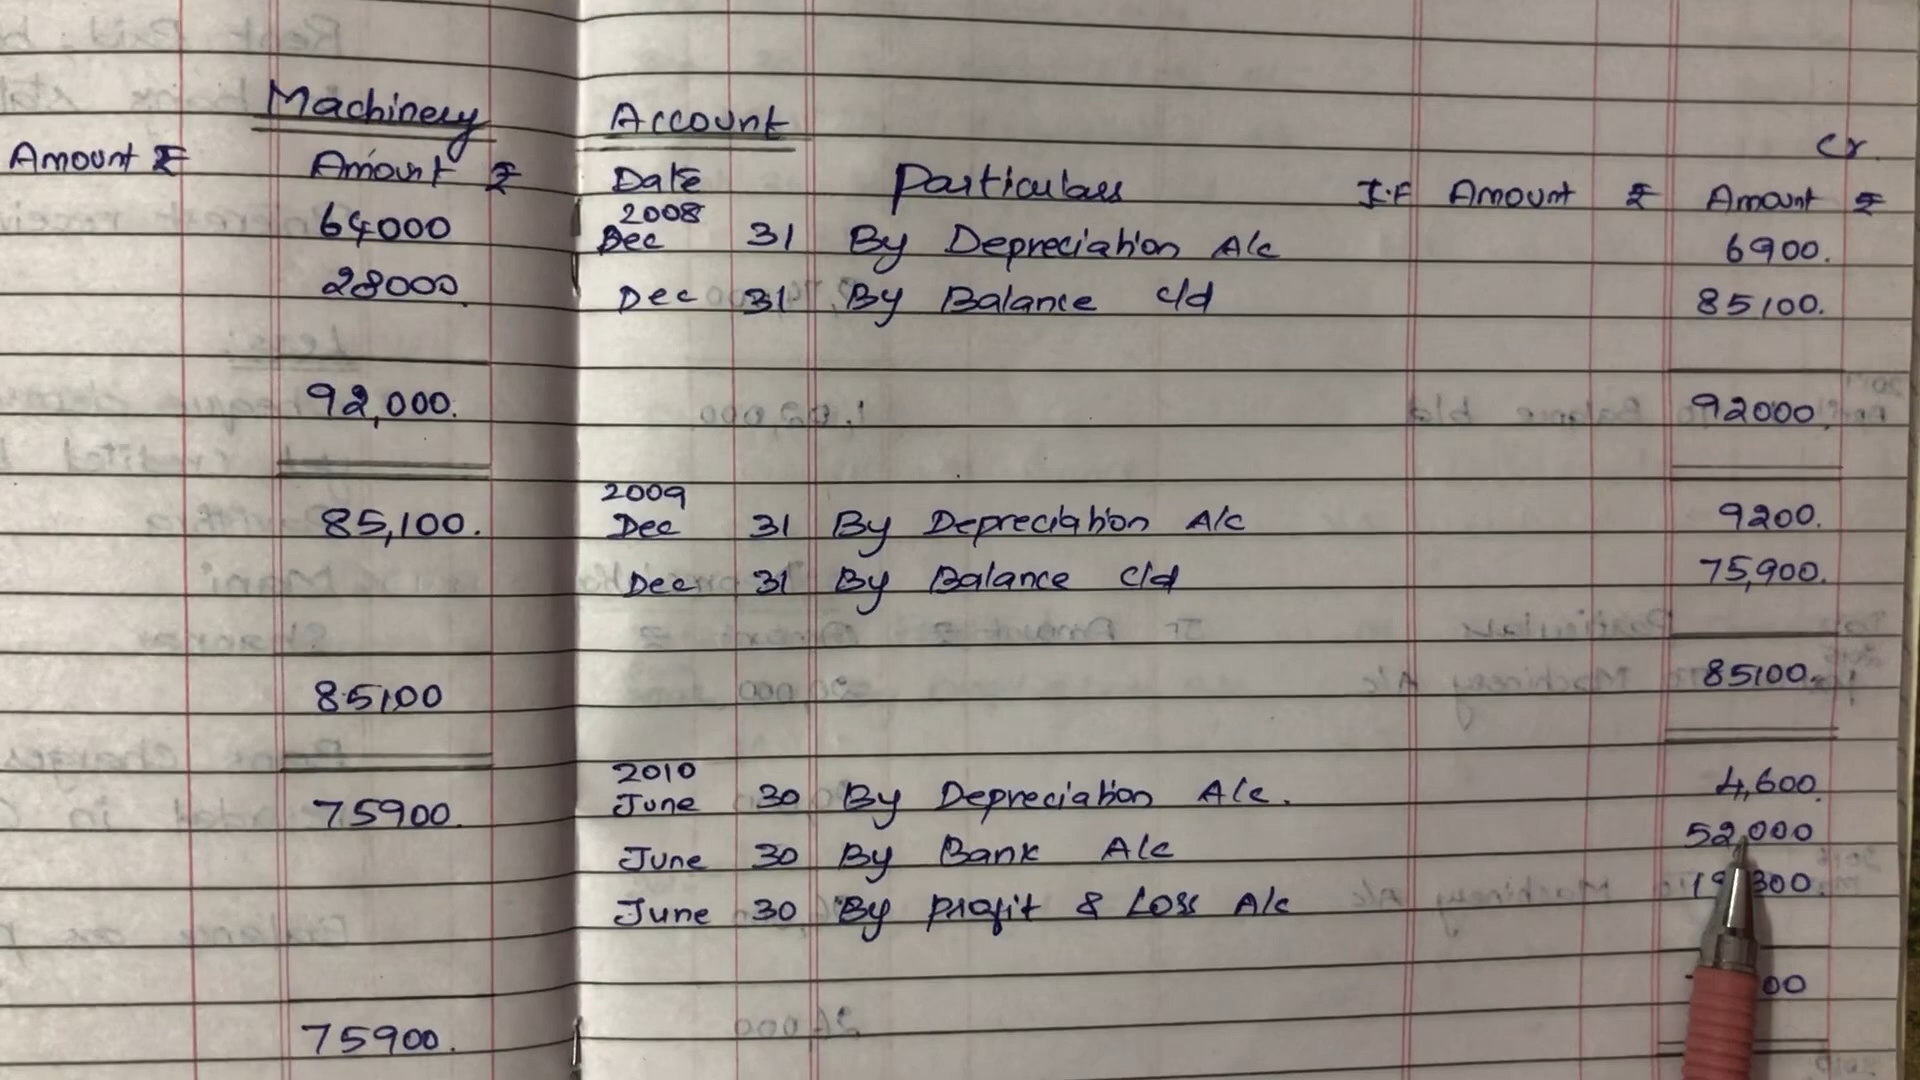 Machinery Account
Cr.
Amount ₹ Amount ₹ Date Particulars J.F Amount ₹ Amount ₹
64000 2008 Dec 31 By Depreciation A/c 6900.
28000 Dec 31 By Balance c/d 85100.
92,000. 92000.
85,100. 2009 Dec 31 By Depreciation A/c 9200.
Dec 31 By Balance c/d 75,900.
85100 85100.
75900. 2010 June 30 By Depreciation A/c. 4,600.
June 30 By Bank A/c 52,000
June 30 By Profit & Loss A/c
75900.